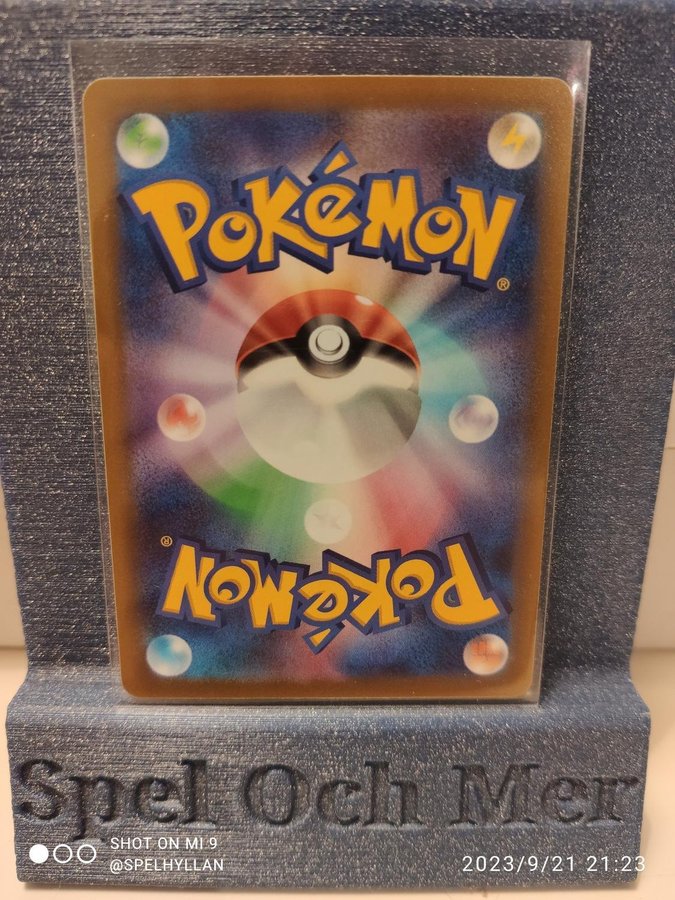 POKéMON
®
®
POKéMON
Spel Och Mer
SHOT ON MI 9
@SPELHYLLAN
2023/9/21 21:23